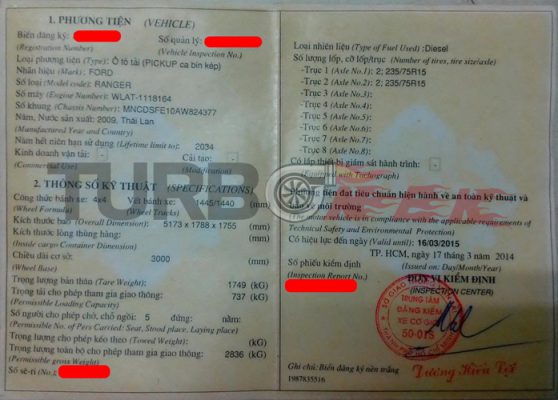 1. PHƯƠNG TIỆN (VEHICLE)
Biển đăng ký:
(Registration Number)
Số quản lý:
(Vehicle Inspection No.)
Loại phương tiện (Type): Ô tô tải (PICKUP ca bin kép)
Nhãn hiệu (Mark): FORD
Số loại (Model code): RANGER
Số máy (Engine Number): WLAT-1118164
Số khung (Chassis Number): MNCDSFE10AW824377
Năm, Nước sản xuất: 2009, Thái Lan
(Manufactured Year and Country)
Năm hết niên hạn sử dụng (Lifetime limit to): 2034
Kinh doanh vận tải: - Cải tạo: -
(Commercial Use) (Modification)
2. THÔNG SỐ KỸ THUẬT (SPECIFICATIONS)
Công thức bánh xe: 4x4 Vết bánh xe: 1445/1440 (mm)
(Wheel Formula) (Wheel Trucks)
Kích thước bao (Overall Dimension): 5173 x 1788 x 1755 (mm)
Kích thước lòng thùng hàng: (mm)
(Inside cargo Container Dimension)
Chiều dài cơ sở: 3000 (mm)
(Wheel Base)
Trọng lượng bản thân (Tare Weight): 1749 (kG)
Trọng tải cho phép tham gia giao thông: 737 (kG)
(Permissible Loading Capacity)
Số người cho phép chở, chỗ ngồi: 5 đứng: nằm:
(Permissible No. of Pers Carried: Seat, Stood place, Laying place)
Trọng lượng cho phép kéo theo (Towed Weight): (kG)
Trọng lượng toàn bộ cho phép tham gia giao thông: 2836 (kG)
(Permissible gross Weight)
Số sê-ri (No.):
Loại nhiên liệu (Type of Fuel Used): Diesel
Số lượng lốp, cỡ lốp/trục (Number of tires, tire size/axle)
-Trục 1 (Axle No.1): 2; 235/75R15
-Trục 2 (Axle No.2): 2; 235/75R15
-Trục 3 (Axle No.3):
-Trục 4 (Axle No.4):
-Trục 5 (Axle No.5):
-Trục 6 (Axle No.6):
-Trục 7 (Axle No.7):
-Trục 8 (Axle No.8):
Có lắp thiết bị giám sát hành trình: -
(Equipped with Tachograph)
Phương tiện đạt tiêu chuẩn hiện hành về an toàn kỹ thuật và
bảo vệ môi trường
(The motor vehicle is in compliance with the applicable requirements of
Technical Safety and Environmental Protection)
Có hiệu lực đến ngày (Valid until): 16/03/2015
TP. HCM, ngày 17 tháng 3 năm 2014
Số phiếu kiểm định (Issued on: Day/Month/Year)
(Inspection Report No.) ĐƠN VỊ KIỂM ĐỊNH
(INSPECTION CENTER)
TRUNG TÂM
ĐĂNG KIỂM
XE CƠ GIỚI
50-01S
Ghi chú: Biển đăng ký nền trắng
1987835516